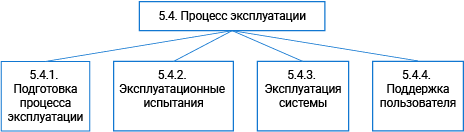 5.4. Процесс эксплуатации
5.4.1.
Подготовка
процесса
эксплуатации
5.4.2.
Эксплуатационные
испытания
5.4.3.
Эксплуатация
системы
5.4.4.
Поддержка
пользователя